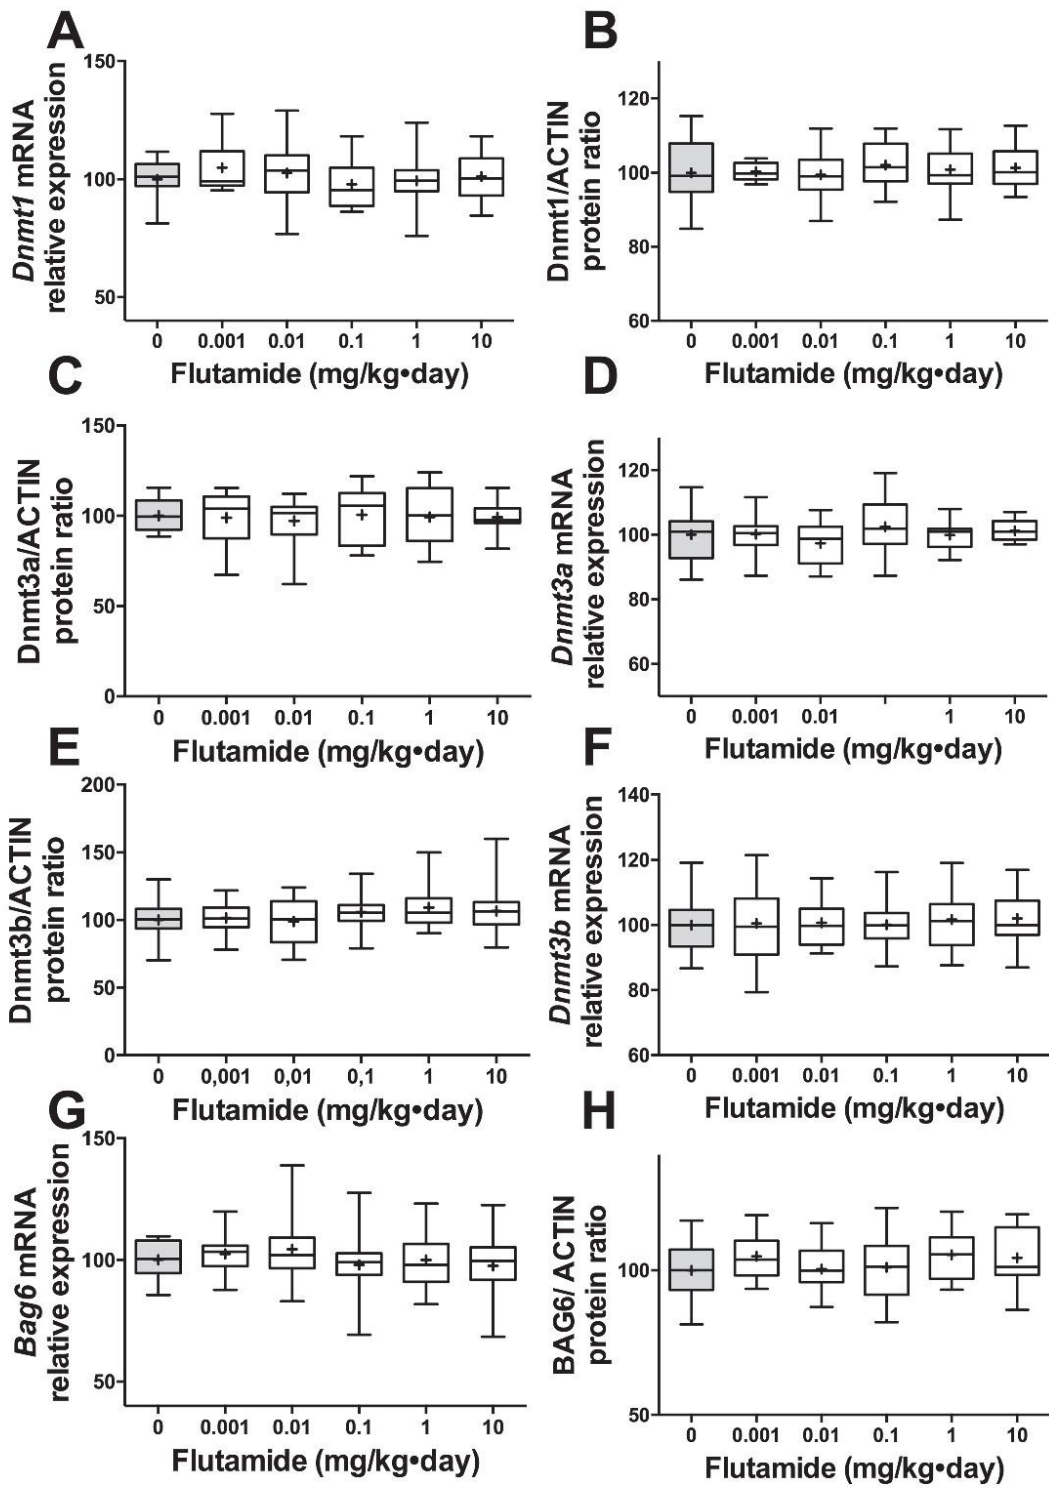 A
Dnmt1 mRNA
relative expression
150
100
50
0 0.001 0.01 0.1 1 10
Flutamide (mg/kg•day)
B
Dnmt1/ACTIN
protein ratio
120
100
80
60
0 0.001 0.01 0.1 1 10
Flutamide (mg/kg•day)
C
Dnmt3a/ACTIN
protein ratio
150
100
50
0
0 0.001 0.01 0.1 1 10
Flutamide (mg/kg•day)
D
Dnmt3a mRNA
relative expression
120
100
80
60
0 0.001 0.01 1 10
Flutamide (mg/kg•day)
E
Dnmt3b/ACTIN
protein ratio
200
150
100
50
0
0 0,001 0,01 0,1 1 10
Flutamide (mg/kg•day)
F
Dnmt3b mRNA
relative expression
140
120
100
80
60
0 0.001 0.01 0.1 1 10
Flutamide (mg/kg•day)
G
Bag6 mRNA
relative expression
150
100
50
0 0.001 0.01 0.1 1 10
Flutamide (mg/kg•day)
H
BAG6/ ACTIN
protein ratio
100
50
0 0.001 0.01 0.1 1 10
Flutamide (mg/kg•day)